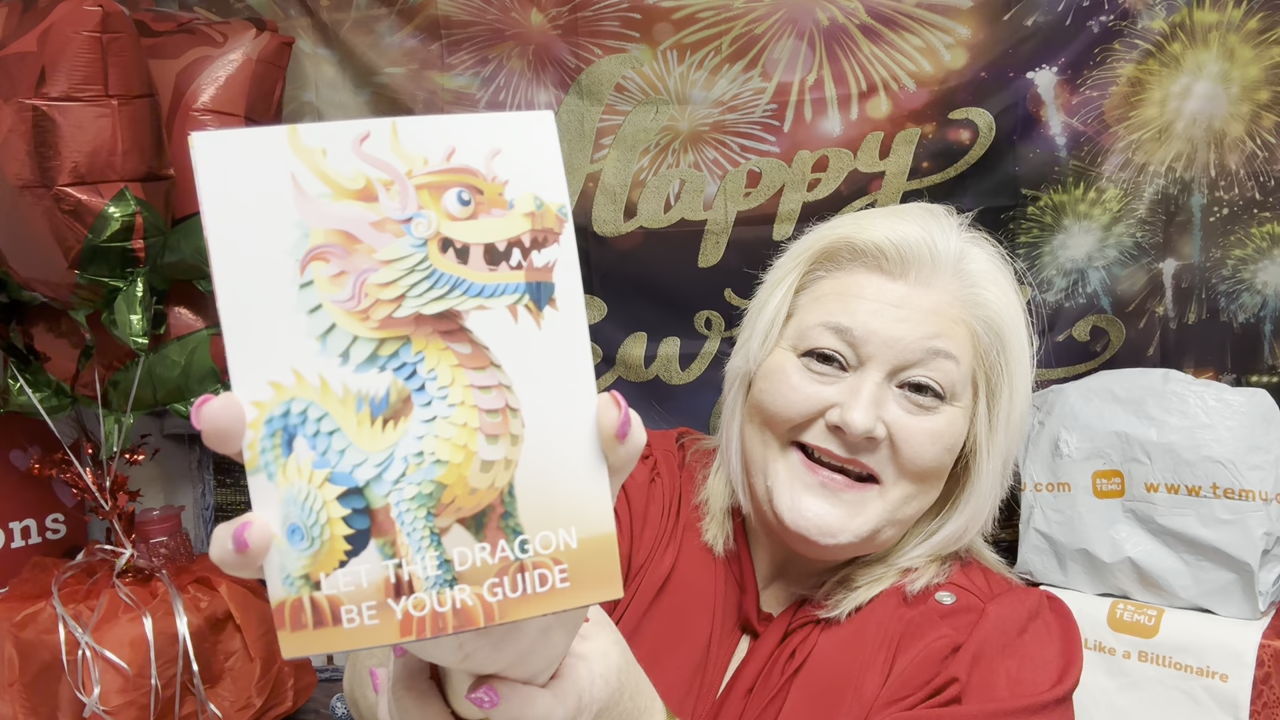 Happy
ons
LET THE DRAGON
BE YOUR GUIDE
.com TEMU www.temu.
TEMU
Like a Billionaire